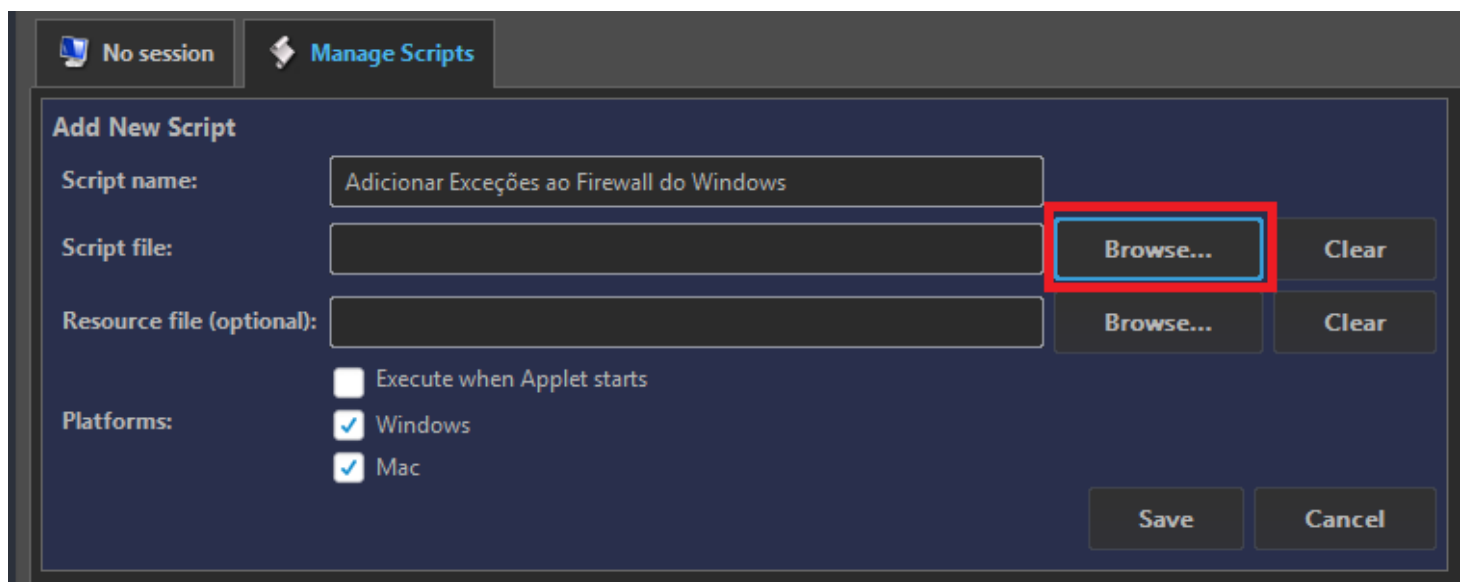 No session
Manage Scripts
Add New Script
Script name:
Adicionar Exceções ao Firewall do Windows
Script file:
Browse...
Clear
Resource file (optional):
Browse...
Clear
Execute when Applet starts
Platforms:
Windows
Mac
Save
Cancel